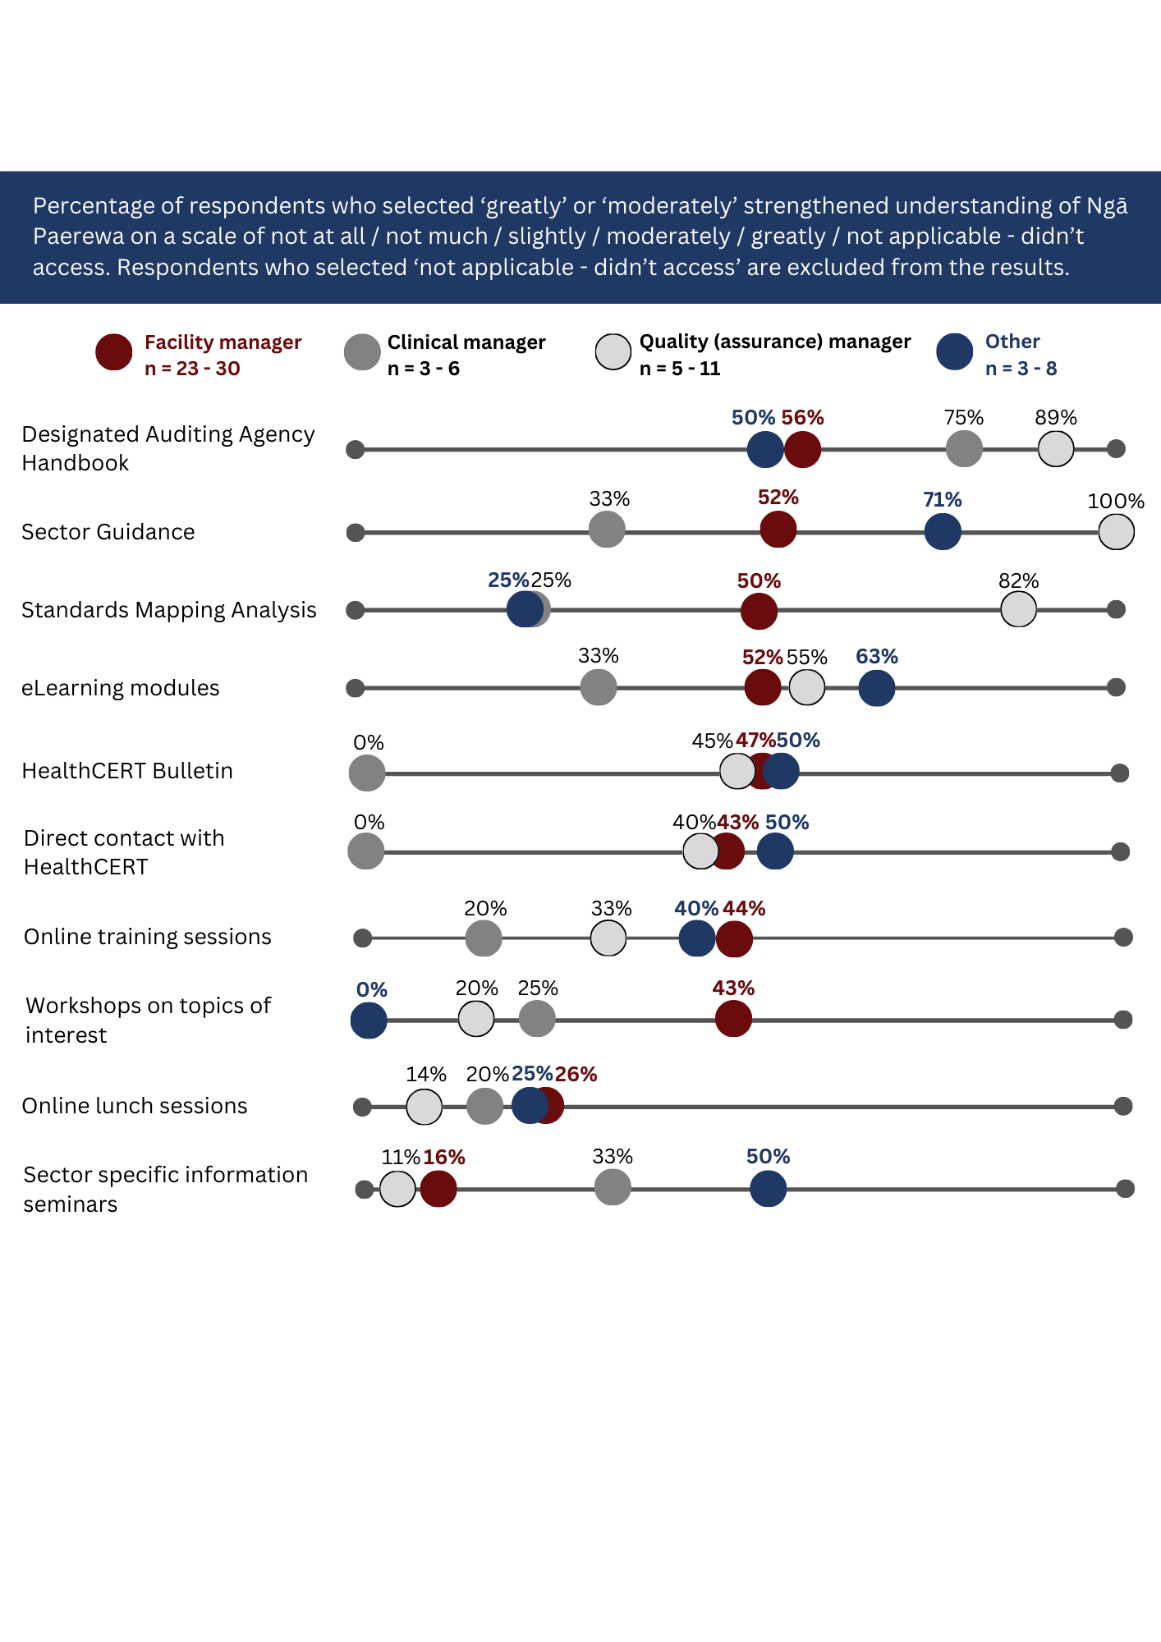 Percentage of respondents who selected ‘greatly’ or ‘moderately’ strengthened understanding of Ngā
Paerewa on a scale of not at all / not much / slightly / moderately / greatly / not applicable - didn’t
access. Respondents who selected ‘not applicable - didn’t access’ are excluded from the results.
Facility manager
n = 23 - 30
Clinical manager
n = 3 - 6
Quality (assurance) manager
n = 5 - 11
Other
n = 3 - 8
Designated Auditing Agency
Handbook
50% 56% 75% 89%
Sector Guidance
33% 52% 71% 100%
Standards Mapping Analysis
25% 25% 50% 82%
eLearning modules
33% 52% 55% 63%
HealthCERT Bulletin
0% 45% 47% 50%
Direct contact with
HealthCERT
0% 40% 43% 50%
Online training sessions
20% 33% 40% 44%
Workshops on topics of
interest
0% 20% 25% 43%
Online lunch sessions
14% 20% 25% 26%
Sector specific information
seminars
11% 16% 33% 50%